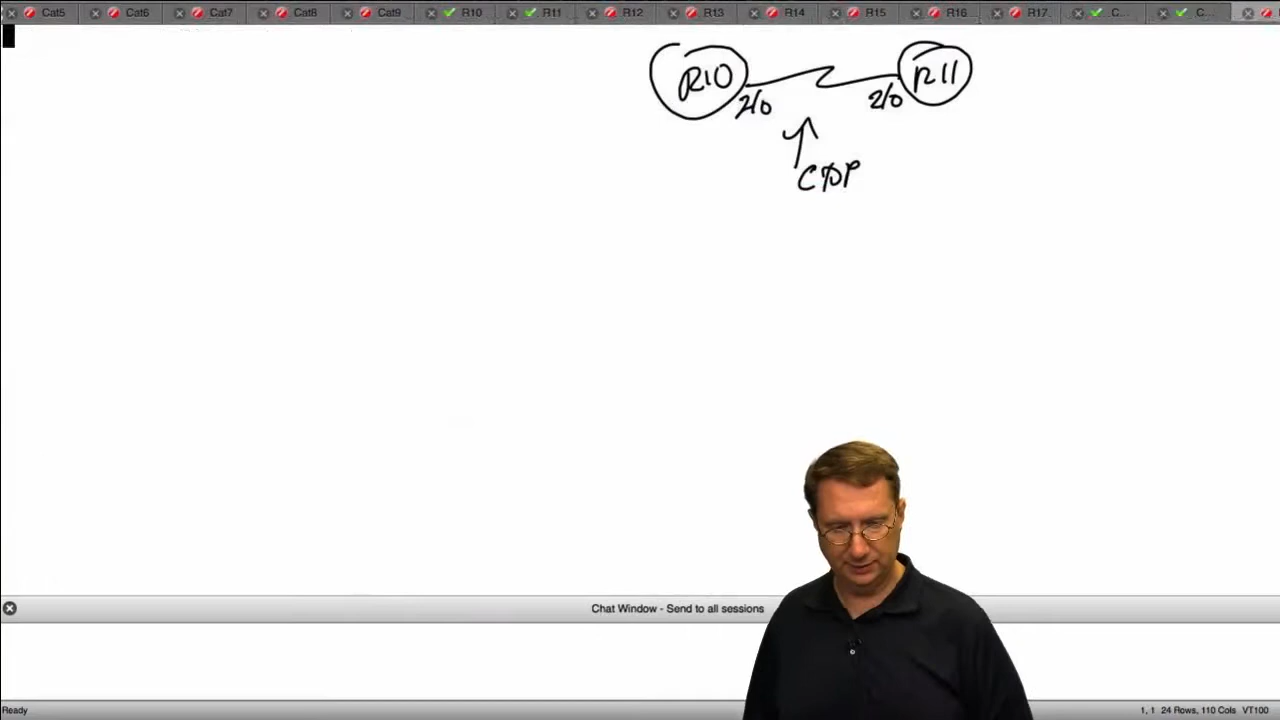 Cat5 Cat6 Cat7 Cat8 Cat9 R10 R11 R12 R13 R14 R15 R16 R17 C... C...
R10 R11
2/0 2/0
CDP
Chat Window - Send to all sessions
Ready 1, 1 24 Rows, 110 Cols VT100